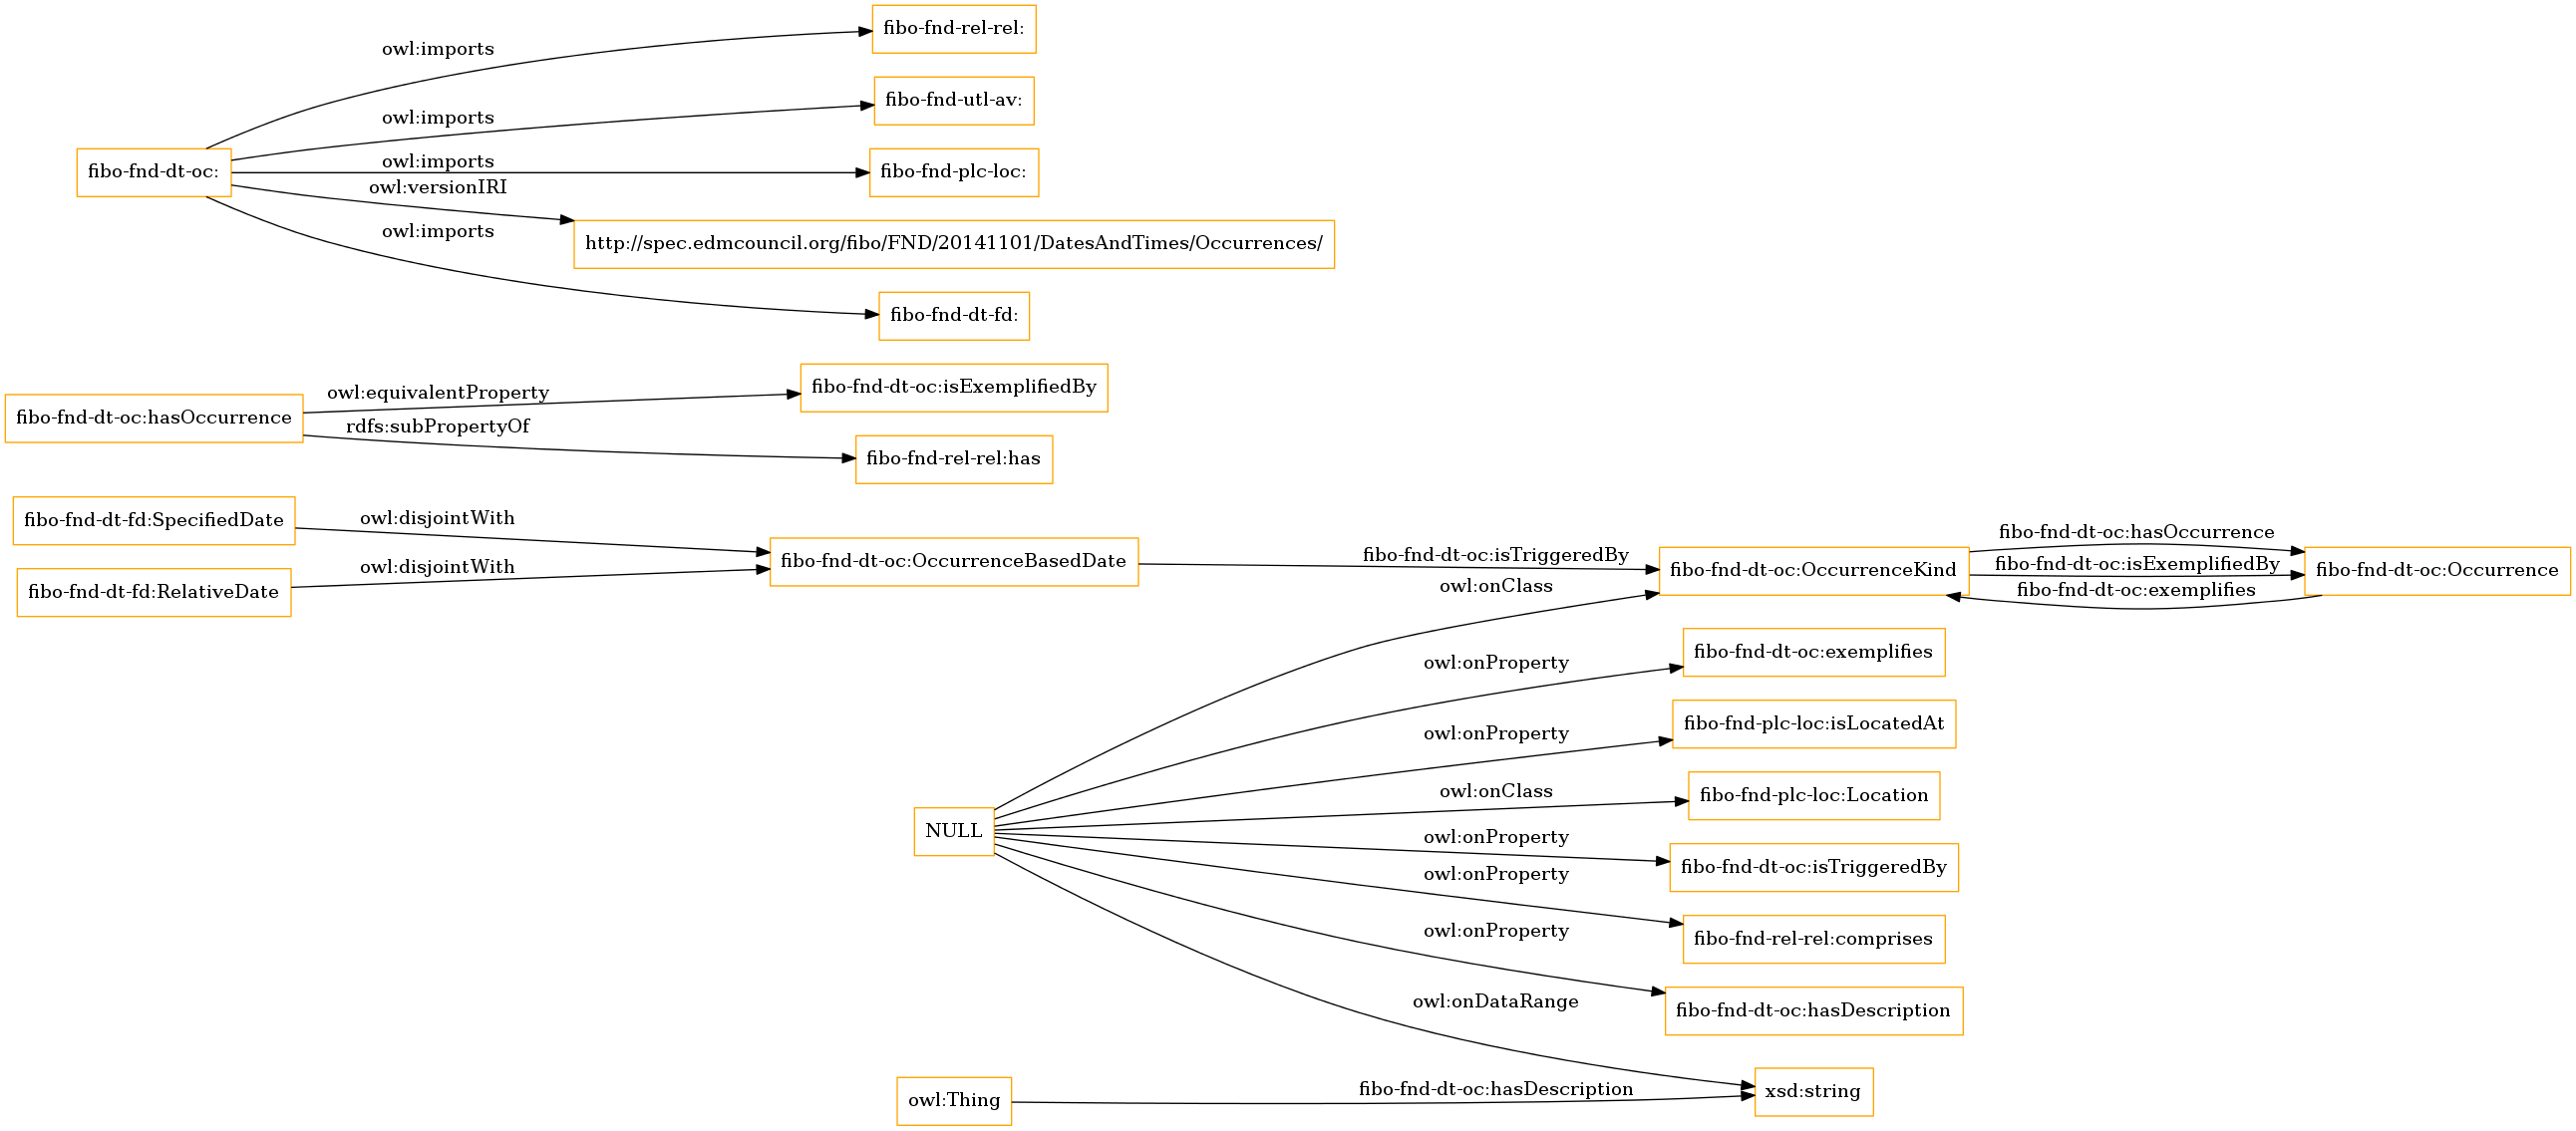 fibo-fnd-rel-rel:
owl:imports
fibo-fnd-utl-av:
owl:imports
fibo-fnd-dt-oc:
owl:imports
fibo-fnd-plc-loc:
owl:versionIRI
owl:imports
http://spec.edmcouncil.org/fibo/FND/20141101/DatesAndTimes/Occurrences/
fibo-fnd-dt-fd:
fibo-fnd-dt-oc:hasOccurrence
owl:equivalentProperty
fibo-fnd-dt-oc:isExemplifiedBy
rdfs:subPropertyOf
fibo-fnd-rel-rel:has
fibo-fnd-dt-fd:SpecifiedDate
owl:disjointWith
fibo-fnd-dt-fd:RelativeDate
owl:disjointWith
fibo-fnd-dt-oc:OccurrenceBasedDate
fibo-fnd-dt-oc:isTriggeredBy
owl:onClass
fibo-fnd-dt-oc:OccurrenceKind
fibo-fnd-dt-oc:hasOccurrence
fibo-fnd-dt-oc:isExemplifiedBy
fibo-fnd-dt-oc:exemplifies
fibo-fnd-dt-oc:Occurrence
owl:onProperty
fibo-fnd-dt-oc:exemplifies
owl:onProperty
fibo-fnd-plc-loc:isLocatedAt
owl:onClass
fibo-fnd-plc-loc:Location
NULL
owl:onProperty
fibo-fnd-dt-oc:isTriggeredBy
owl:onProperty
fibo-fnd-rel-rel:comprises
owl:onProperty
fibo-fnd-dt-oc:hasDescription
owl:onDataRange
owl:Thing
fibo-fnd-dt-oc:hasDescription
xsd:string